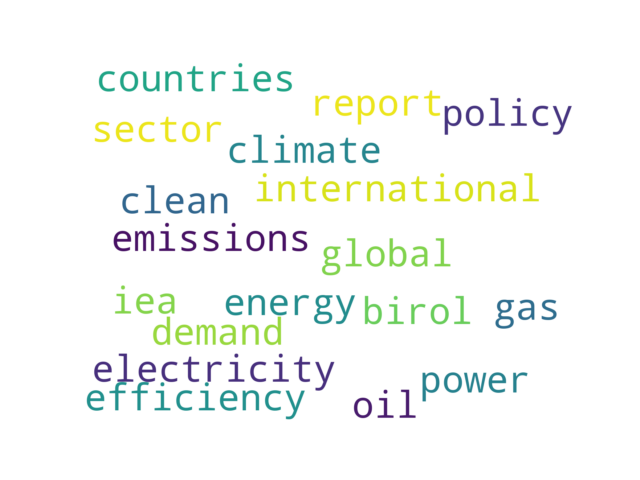 countries
report
policy
sector
climate
international
clean
emissions
global
iea
energy
birol
gas
demand
electricity
power
efficiency
oil